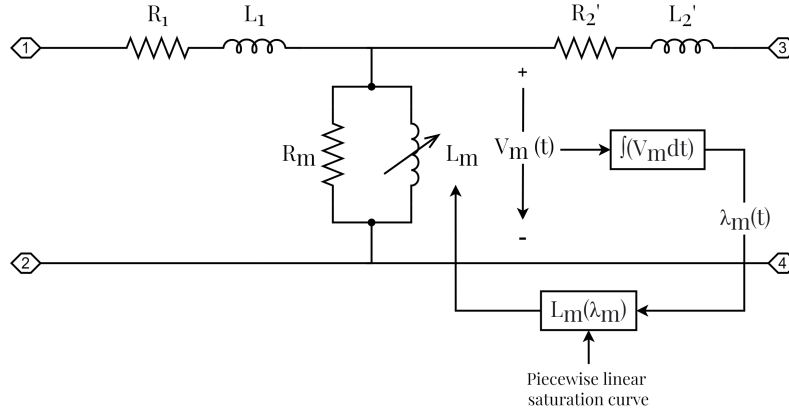 R₁ L₁ R₂' L₂'
1 3
+
Rm Lm Vm (t) ∫(Vmdt)
λm(t)
-
2 4
Lm(λm)
Piecewise linear
saturation curve